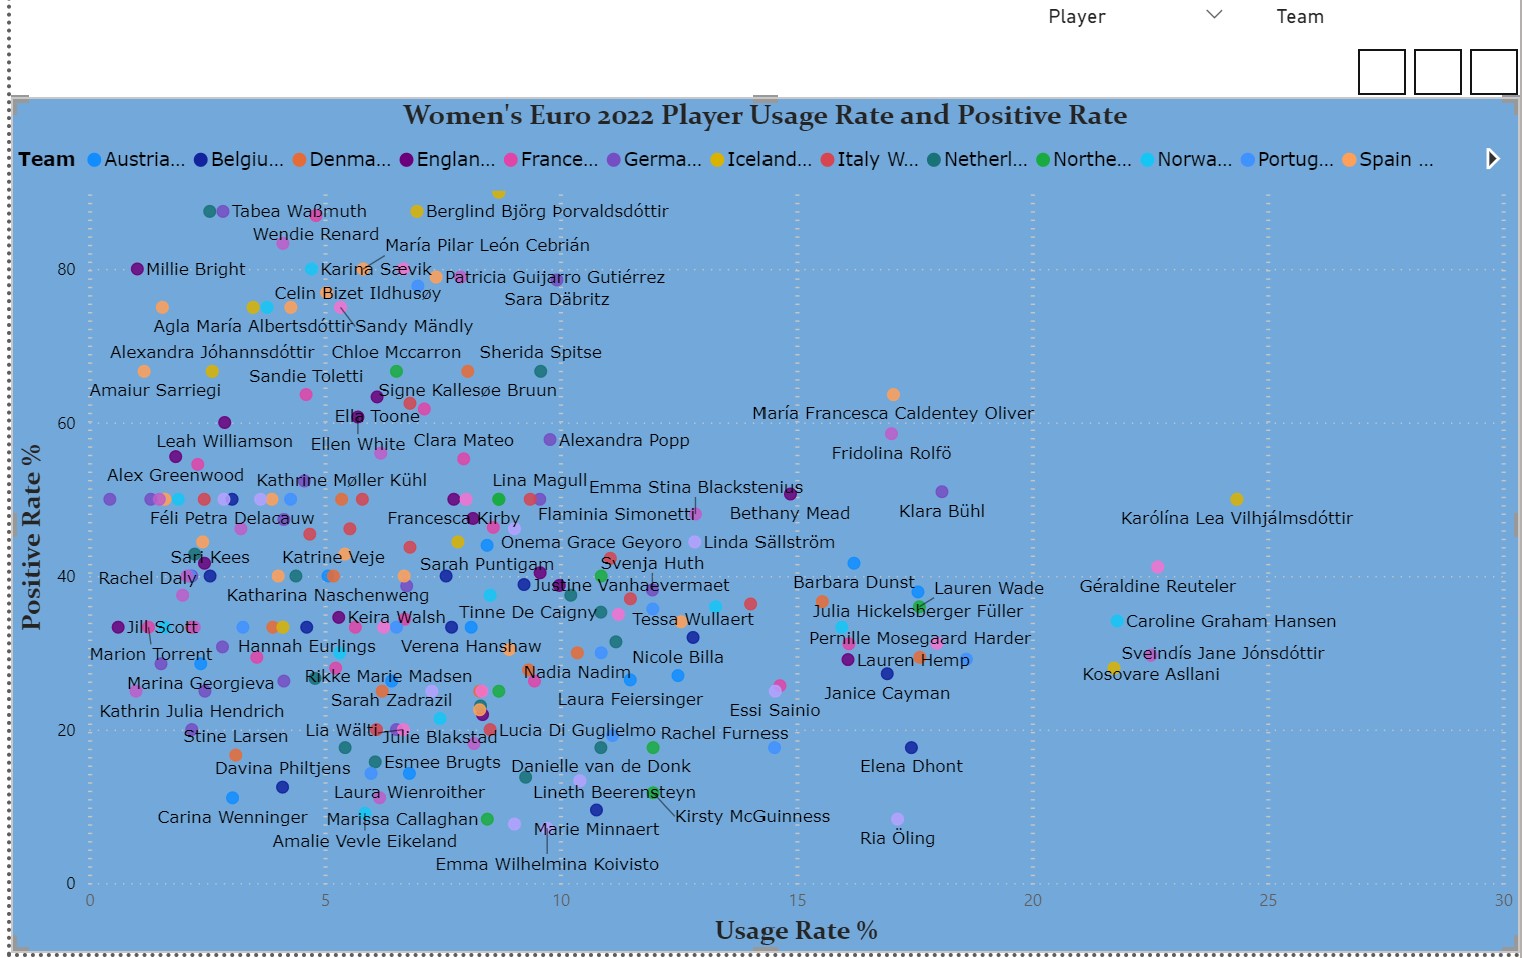 Player Team
Women's Euro 2022 Player Usage Rate and Positive Rate
Team Austria... Belgiu... Denma... Englan... France... Germa... Iceland... Italy W... Netherl... Northe... Norwa... Portug... Spain ...
Tabea Waßmuth Berglind Björg Þorvaldsdóttir
Wendie Renard
María Pilar León Cebrián
80 Millie Bright Karina Sævik
Patricia Guijarro Gutiérrez
Celin Bizet Ildhusøy
Sara Däbritz
Agla María Albertsdóttir Sandy Mändly
Alexandra Jóhannsdóttir Chloe Mccarron Sherida Spitse
Sandie Toletti
Amaiur Sarriegi Signe Kallesøe Bruun
Ella Toone María Francesca Caldentey Oliver
60
Leah Williamson Ellen White Clara Mateo Alexandra Popp
Fridolina Rolfö
Alex Greenwood Kathrine Møller Kühl Lina Magull
Emma Stina Blackstenius
Féli Petra Delacauw Francesca Kirby Flaminia Simonetti Bethany Mead Klara Bühl Karólína Lea Vilhjálmsdóttir
Onema Grace Geyoro Linda Sällström
Sari Kees Katrine Veje Sarah Puntigam Svenja Huth
40 Rachel Daly Justine Vanhaevermaet Barbara Dunst Lauren Wade Géraldine Reuteler
Katharina Naschenweng
Keira Walsh Tinne De Caigny Tessa Wullaert Julia Hickelsberger Füller
Jill Scott Caroline Graham Hansen
Pernille Mosegaard Harder
Marion Torrent Hannah Eurlings Verena Hanshaw Nicole Billa Lauren Hemp Sveindís Jane Jónsdóttir
Marina Georgieva Rikke Marie Madsen Nadia Nadim Kosovare Asllani
Sarah Zadrazil Laura Feiersinger Janice Cayman
Kathrin Julia Hendrich Essi Sainio
20 Stine Larsen Lia Wälti Julie Blakstad Lucia Di Guglielmo Rachel Furness
Davina Philtjens Esmee Brugts Danielle van de Donk Elena Dhont
Laura Wienroither Lineth Beerensteyn
Carina Wenninger Marissa Callaghan Kirsty McGuinness
Amalie Vevle Eikeland Marie Minnaert Ria Öling
Emma Wilhelmina Koivisto
0
0 5 10 15 20 25 30
Usage Rate %
Positive Rate %